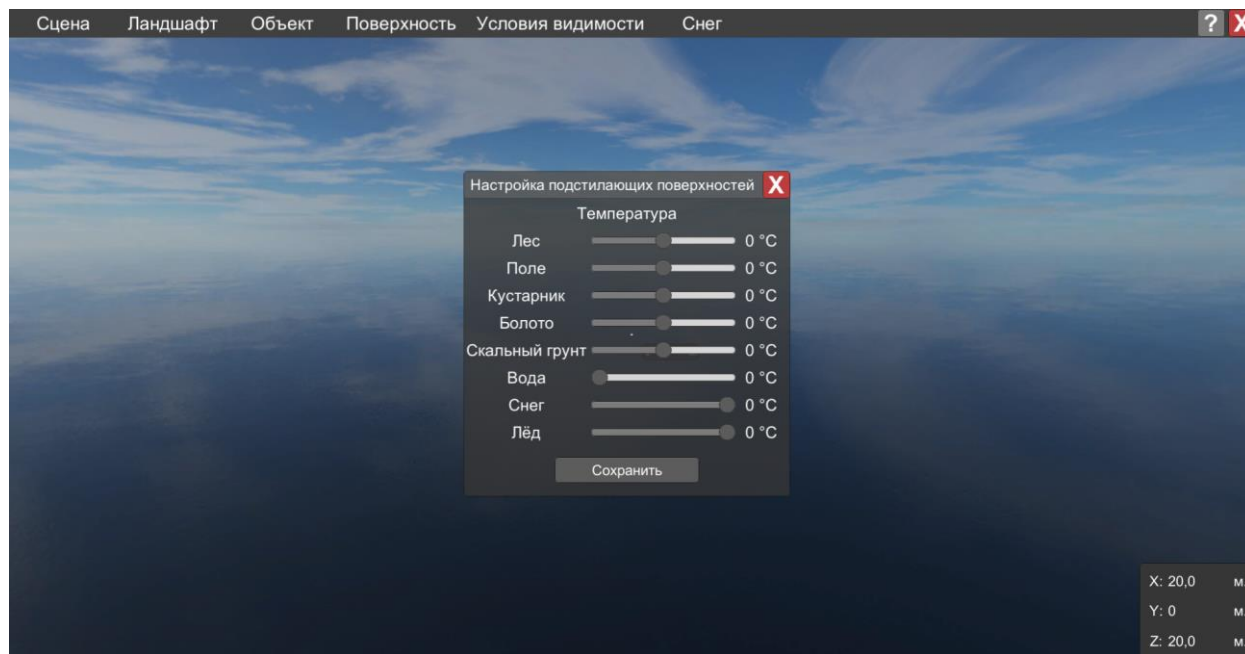 Сцена Ландшафт Объект Поверхность Условия видимости Снег ? X
Настройка подстилающих поверхностей X
Температура
Лес 0 °C
Поле 0 °C
Кустарник 0 °C
Болото 0 °C
Скальный грунт 0 °C
Вода 0 °C
Снег 0 °C
Лёд 0 °C
Сохранить
X: 20,0 м
Y: 0 м
Z: 20,0 м